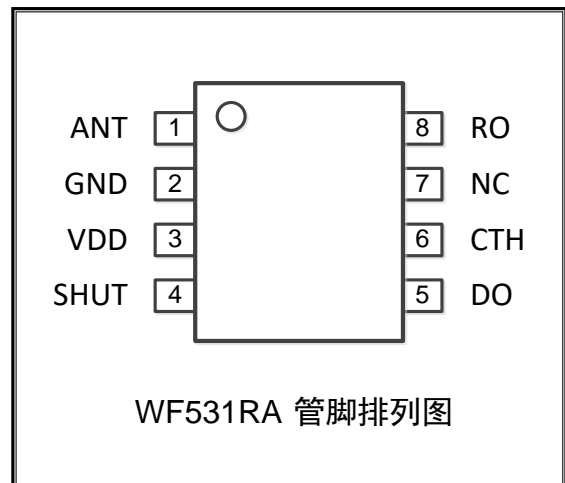 ANT 1 8 RO
GND 2 7 NC
VDD 3 6 CTH
SHUT 4 5 DO
WF531RA 管脚排列图